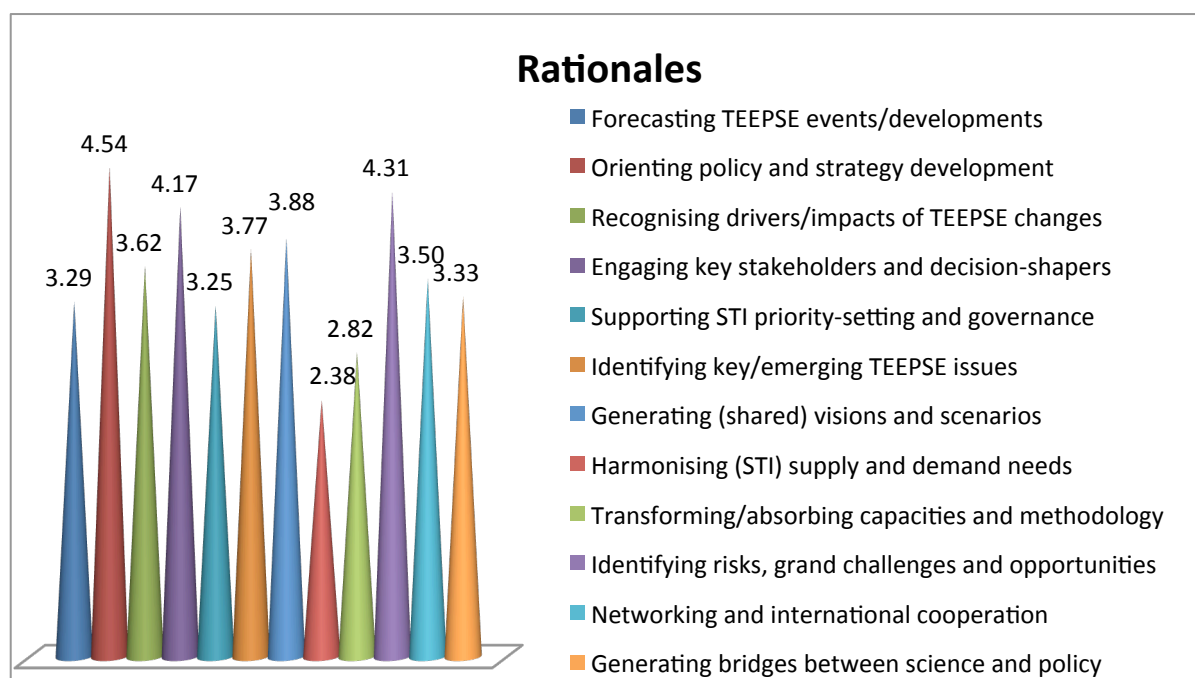 Rationales
3.29
4.54
3.62
4.17
3.25
3.77
3.88
2.38
2.82
4.31
3.50
3.33
Forecasting TEEPSE events/developments
Orienting policy and strategy development
Recognising drivers/impacts of TEEPSE changes
Engaging key stakeholders and decision-shapers
Supporting STI priority-setting and governance
Identifying key/emerging TEEPSE issues
Generating (shared) visions and scenarios
Harmonising (STI) supply and demand needs
Transforming/absorbing capacities and methodology
Identifying risks, grand challenges and opportunities
Networking and international cooperation
Generating bridges between science and policy